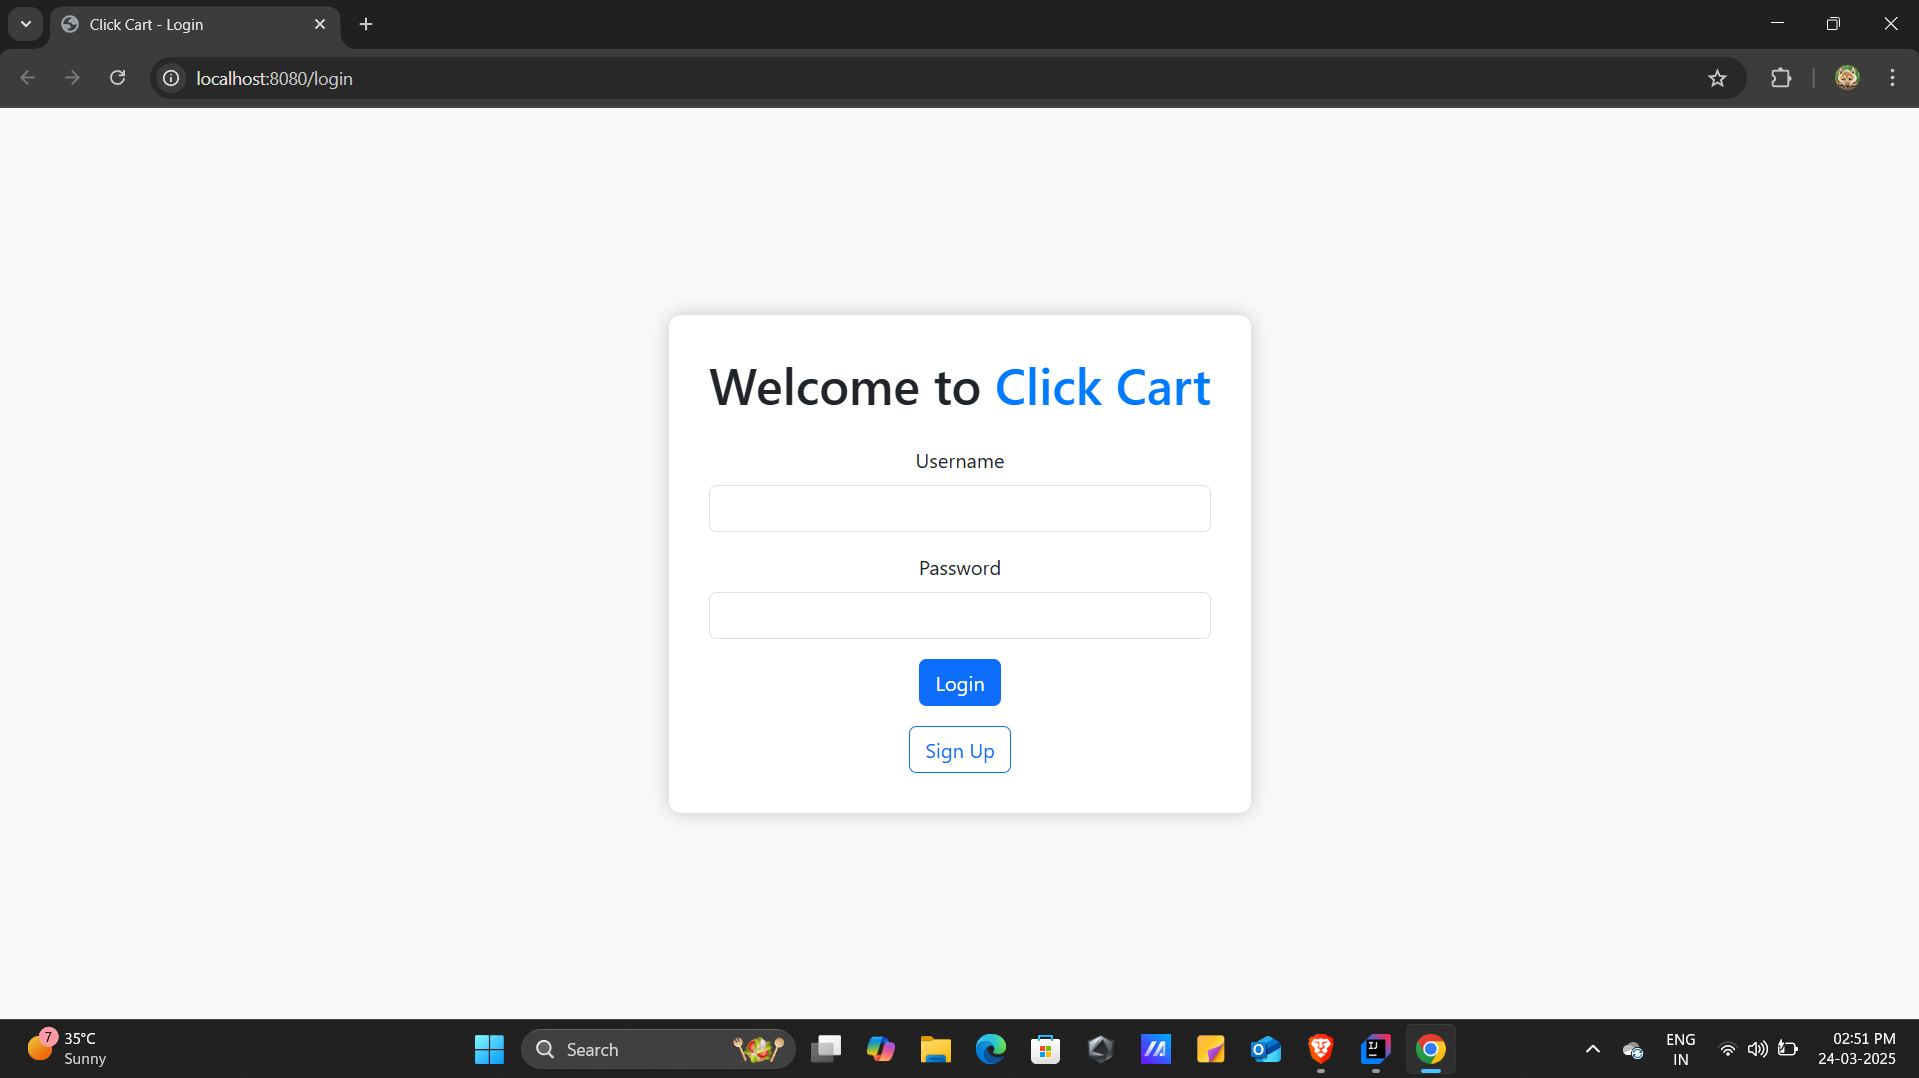 Click Cart - Login
localhost:8080/login
Welcome to Click Cart
Username
Password
Login
Sign Up
7
35°C
Sunny
Search
ENG
IN
02:51 PM
24-03-2025